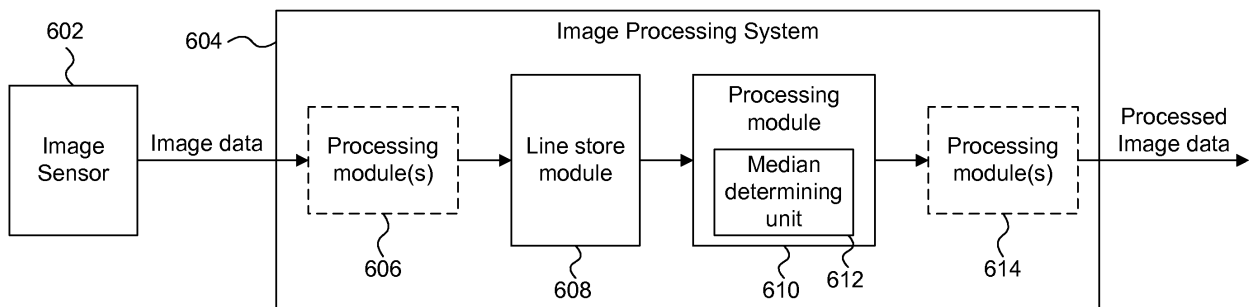 602
604
Image Processing System
Image
Sensor
Image data
Processing
module(s)
606
Line store
module
608
Processing
module
Median
determining
unit
610
612
Processing
module(s)
614
Processed
Image data